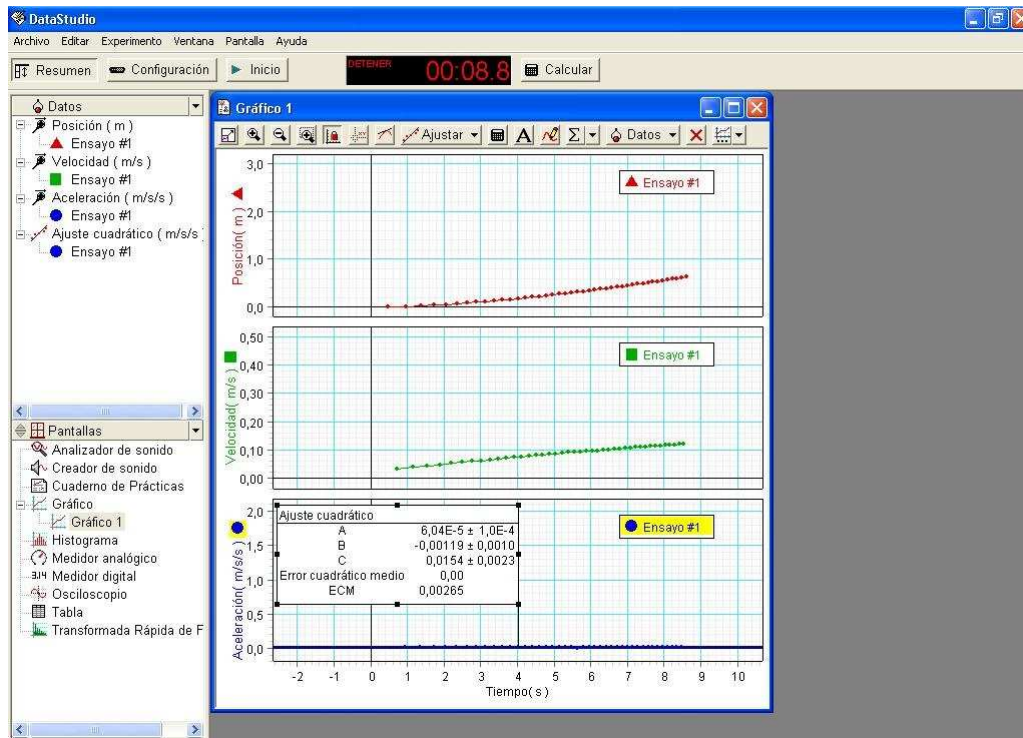 DataStudio
Archivo Editar Experimento Ventana Pantalla Ayuda
Resumen Configuración Inicio DETENER 00:08.8 Calcular
Datos
Posición ( m )
Ensayo #1
Velocidad ( m/s )
Ensayo #1
Aceleración ( m/s/s )
Ensayo #1
Ajuste cuadrático ( m/s/s
Ensayo #1
Pantallas
Analizador de sonido
Creador de sonido
Cuaderno de Prácticas
Gráfico
Gráfico 1
Histograma
Medidor analógico
3.14 Medidor digital
Osciloscopio
Tabla
Transformada Rápida de F
Gráfico 1
Ajustar A Σ Datos
3,0
2,0
1,0
0,0
Posición( m )
Ensayo #1
0,50
0,40
0,30
0,20
0,10
0,00
Velocidad( m/s )
Ensayo #1
2,0
1,5
1,0
0,5
0,0
Aceleración( m/s/s )
Ensayo #1
Ajuste cuadrático
A 6,04E-5 ± 1,0E-4
B -0,00119 ± 0,0010
C 0,0154 ± 0,0023
Error cuadrático medio 0,00
ECM 0,00265
-2 -1 0 1 2 3 4 5 6 7 8 9 10
Tiempo( s )